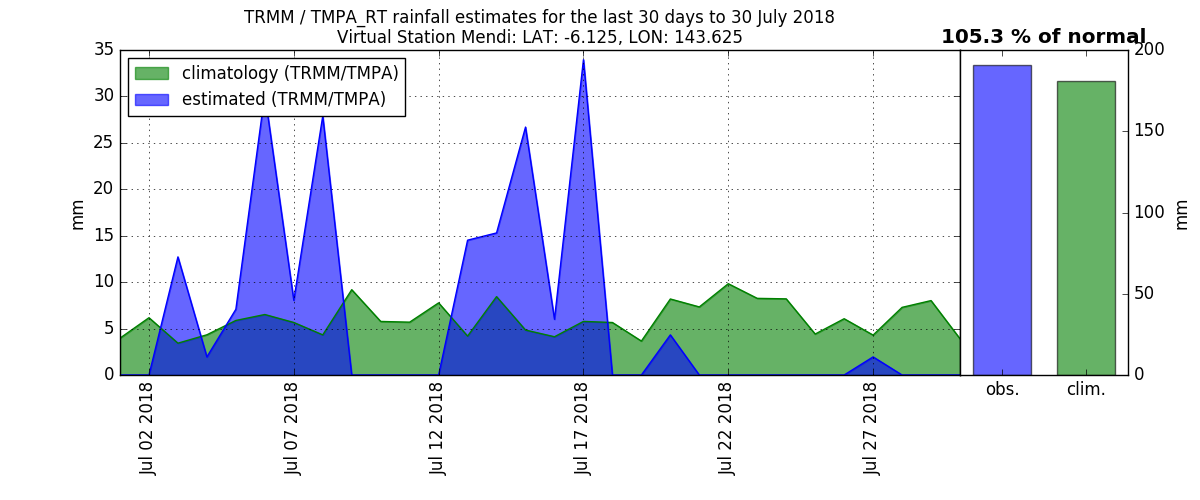 TRMM / TMPA_RT rainfall estimates for the last 30 days to 30 July 2018
Virtual Station Mendi: LAT: -6.125, LON: 143.625
105.3 % of normal
climatology (TRMM/TMPA)
estimated (TRMM/TMPA)
35
30
25
20
15
10
5
0
mm
Jul 02 2018
Jul 07 2018
Jul 12 2018
Jul 17 2018
Jul 22 2018
Jul 27 2018
200
150
100
50
0
mm
obs.
clim.